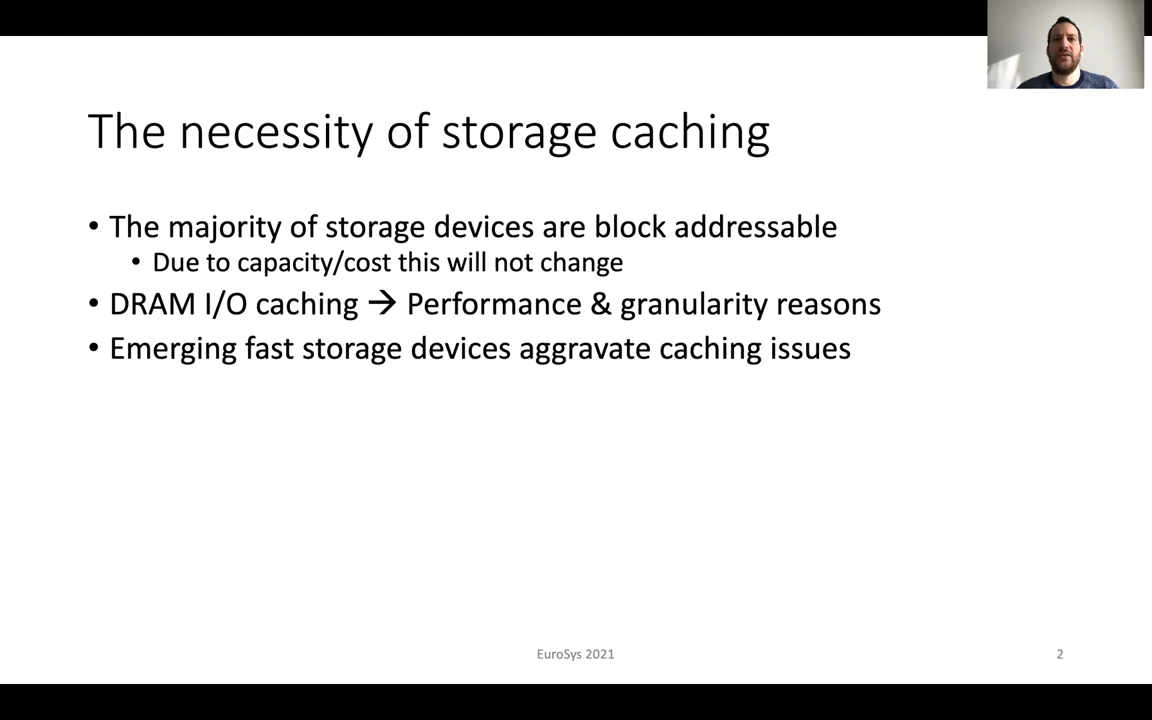 The necessity of storage caching
• The majority of storage devices are block addressable
• Due to capacity/cost this will not change
• DRAM I/O caching → Performance & granularity reasons
• Emerging fast storage devices aggravate caching issues
EuroSys 2021
2